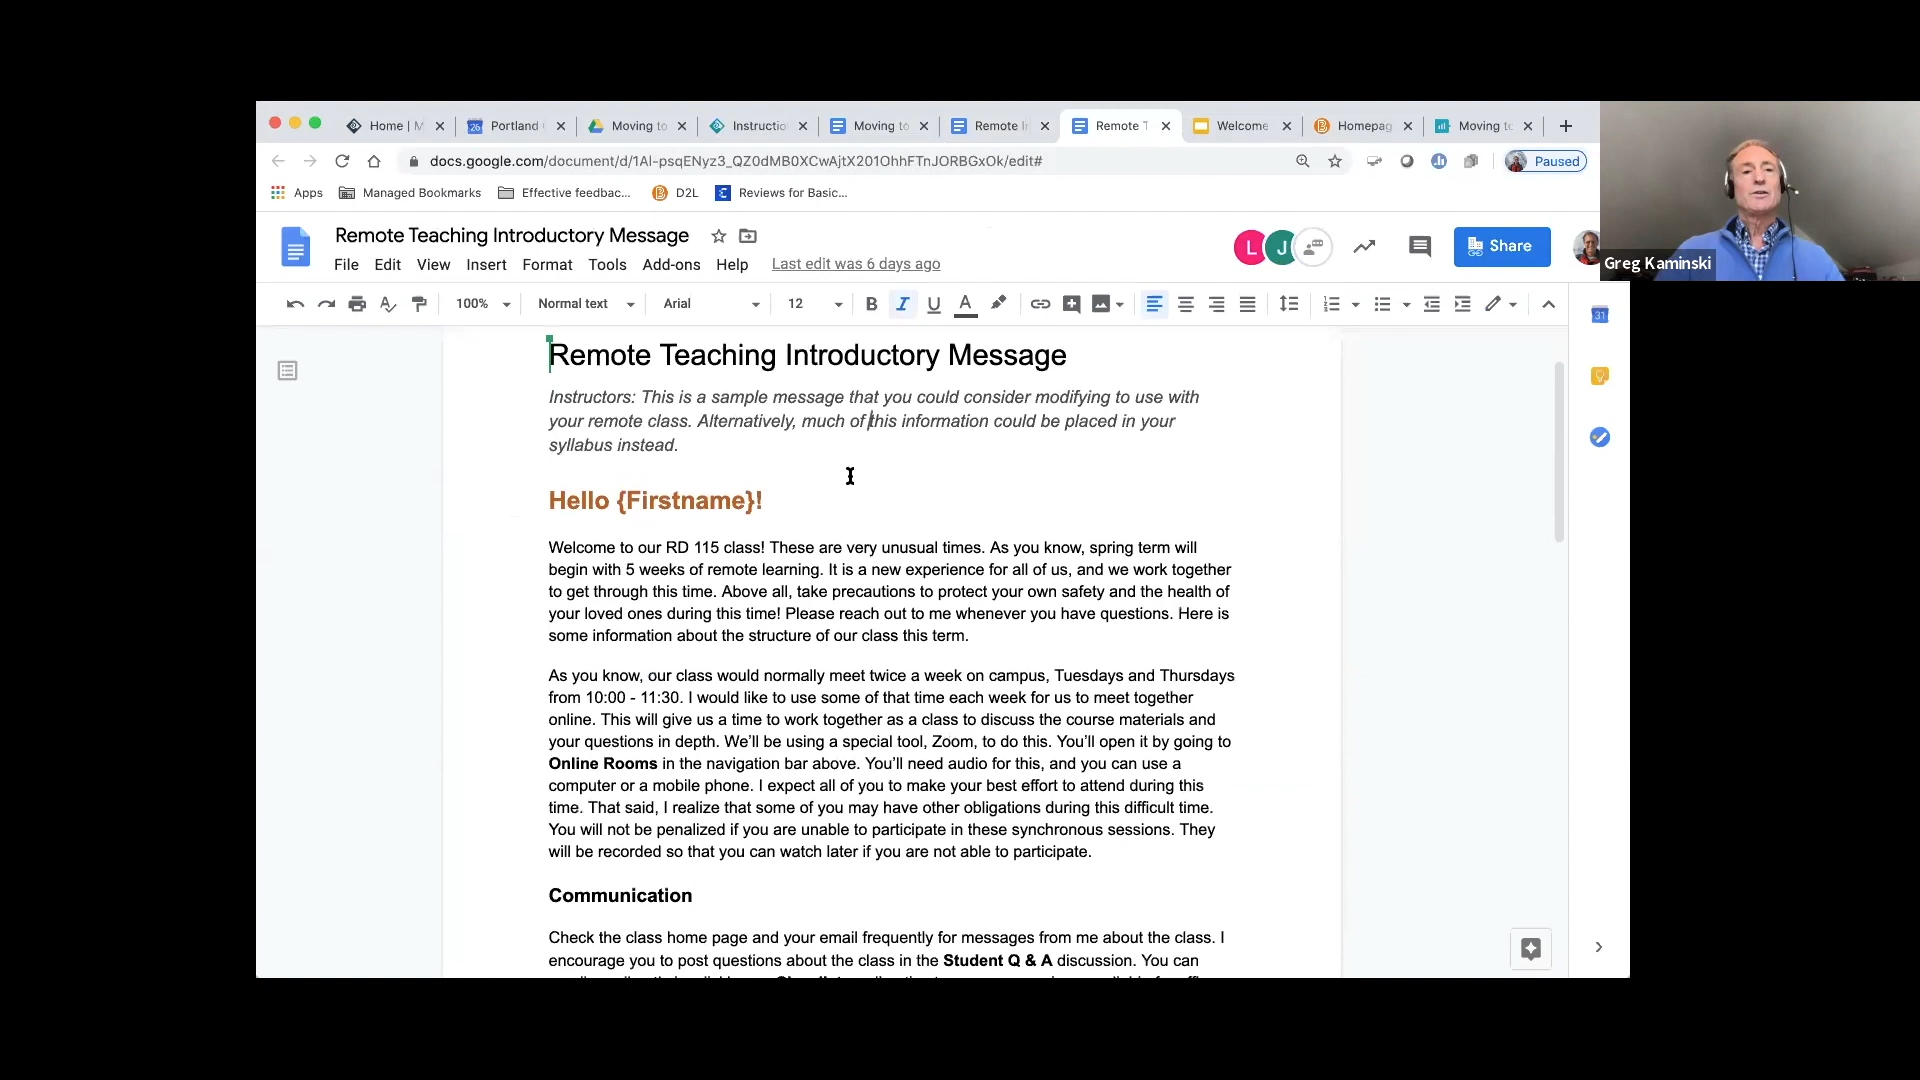 Home | M
Portland
Moving to
Instructio
Moving to
Remote I
Remote T
Welcome
Homepag
Moving to
docs.google.com/document/d/1Al-psqENyz3_QZ0dMB0XCwAjtX201OhhFTnJORBGxOk/edit#
Paused
Apps
Managed Bookmarks
Effective feedbac...
D2L
Reviews for Basic...
Remote Teaching Introductory Message
File Edit View Insert Format Tools Add-ons Help Last edit was 6 days ago
L J
Share
Greg Kaminski
100% Normal text Arial 12 B I U A
31
Remote Teaching Introductory Message
Instructors: This is a sample message that you could consider modifying to use with
your remote class. Alternatively, much of this information could be placed in your
syllabus instead.
Hello {Firstname}!
Welcome to our RD 115 class! These are very unusual times. As you know, spring term will
begin with 5 weeks of remote learning. It is a new experience for all of us, and we work together
to get through this time. Above all, take precautions to protect your own safety and the health of
your loved ones during this time! Please reach out to me whenever you have questions. Here is
some information about the structure of our class this term.
As you know, our class would normally meet twice a week on campus, Tuesdays and Thursdays
from 10:00 - 11:30. I would like to use some of that time each week for us to meet together
online. This will give us a time to work together as a class to discuss the course materials and
your questions in depth. We’ll be using a special tool, Zoom, to do this. You’ll open it by going to
Online Rooms in the navigation bar above. You’ll need audio for this, and you can use a
computer or a mobile phone. I expect all of you to make your best effort to attend during this
time. That said, I realize that some of you may have other obligations during this difficult time.
You will not be penalized if you are unable to participate in these synchronous sessions. They
will be recorded so that you can watch later if you are not able to participate.
Communication
Check the class home page and your email frequently for messages from me about the class. I
encourage you to post questions about the class in the Student Q & A discussion. You can